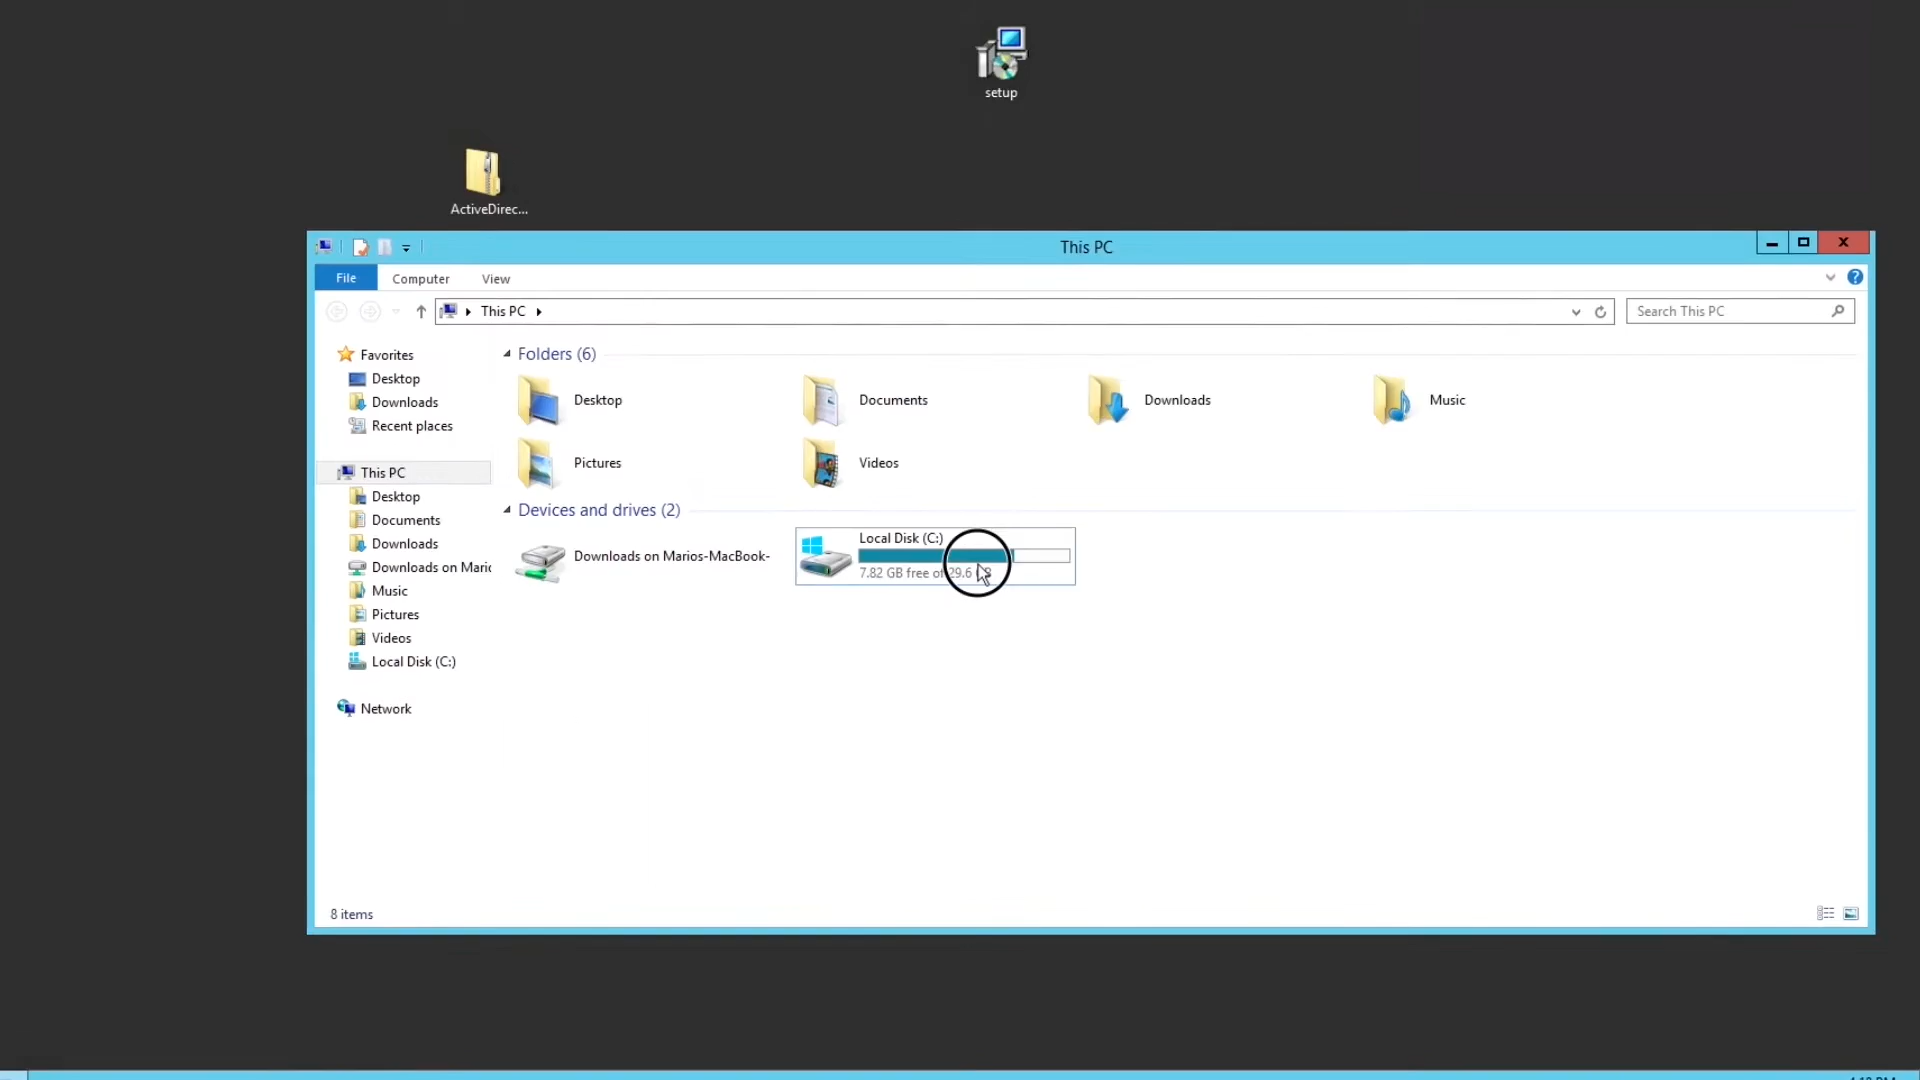 setup
ActiveDirec...
This PC
File
Computer
View
This PC
Search This PC
Favorites
Desktop
Downloads
Recent places
This PC
Desktop
Documents
Downloads
Downloads on Mario
Music
Pictures
Videos
Local Disk (C:)
Network
Folders (6)
Desktop
Documents
Downloads
Music
Pictures
Videos
Devices and drives (2)
Downloads on Marios-MacBook-
Local Disk (C:)
7.82 GB free of 29.6
8 items